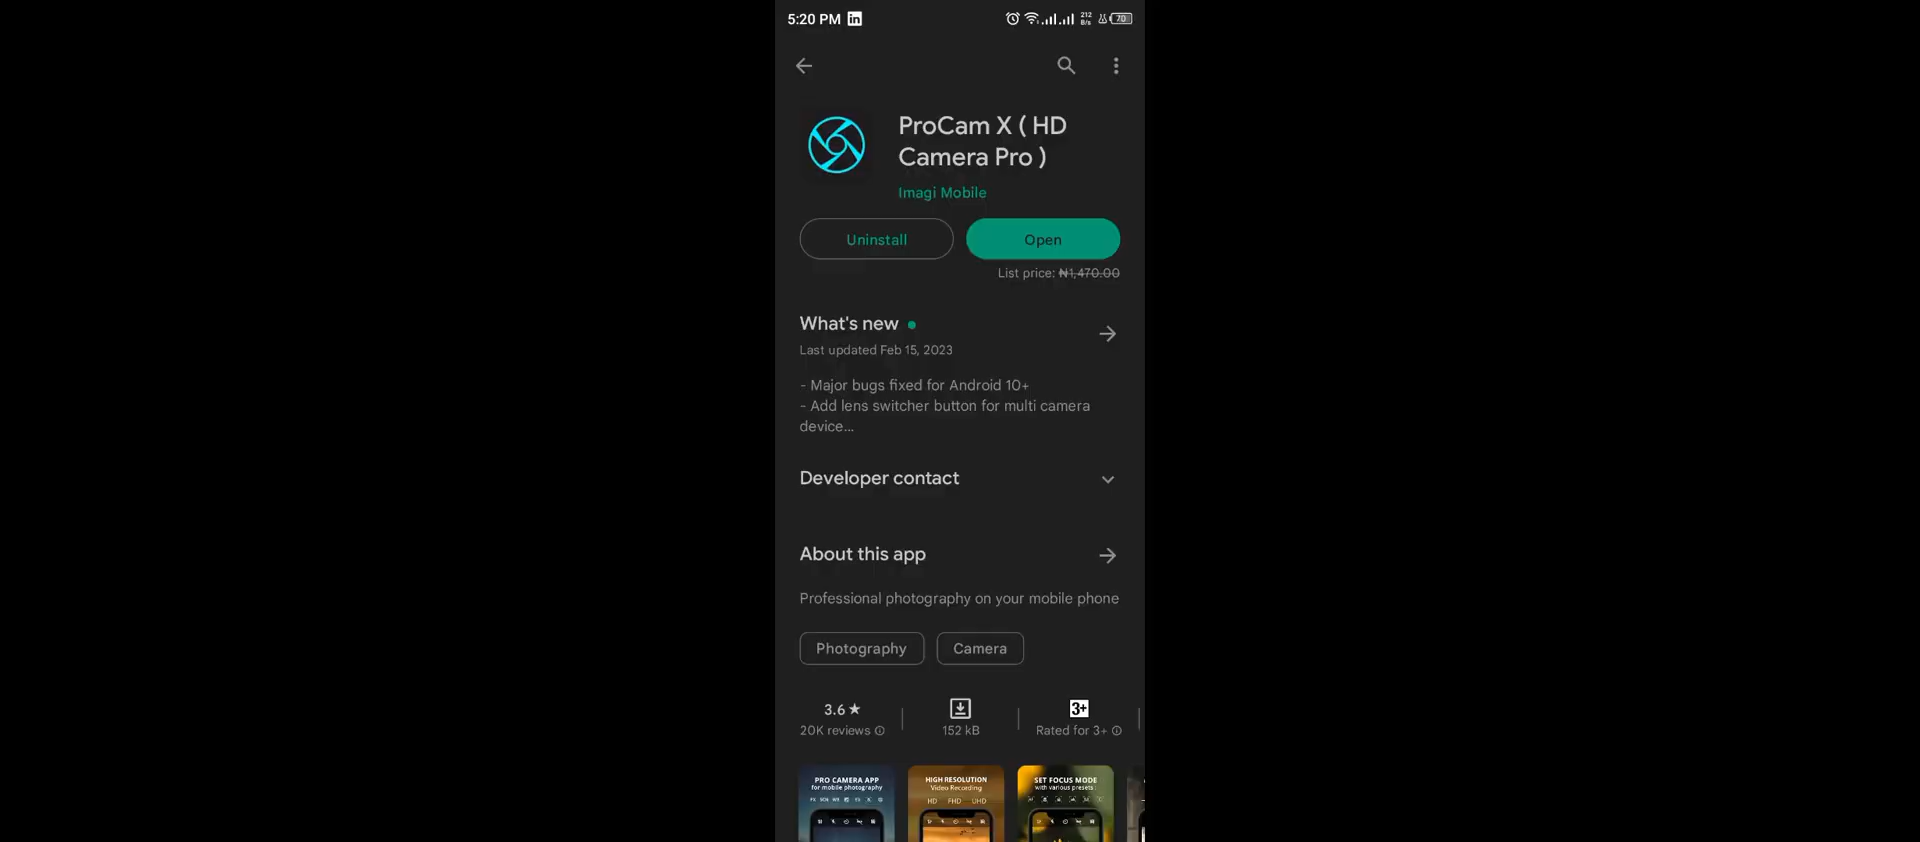 5:20 PM in
212 B/s 70
ProCam X ( HD
Camera Pro )
Imagi Mobile
Uninstall
Open
List price: ₦1,470.00
What's new
Last updated Feb 15, 2023
- Major bugs fixed for Android 10+
- Add lens switcher button for multi camera
device...
Developer contact
About this app
Professional photography on your mobile phone
Photography
Camera
3.6★
20K reviews
152 kB
3+
Rated for 3+
PRO CAMERA APP
for mobile photography
HIGH RESOLUTION
Video Recording
HD FHD UHD
SET FOCUS MODE
with various presets :